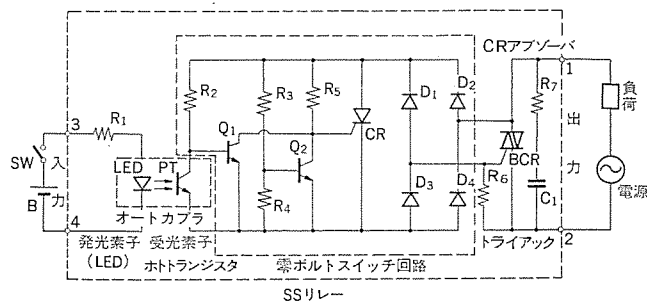 CRアブソーバ
R₂
R₃
R₅
D₁
D₂
R₇
1
負荷
3
R₁
Q₁
CR
出力
SW
入力
LED
PT
Q₂
BCR
B
R₄
D₃
D₄
R₆
C₁
電源
4
オートカプラ
2
発光素子
(LED)
受光素子
ホトトランジスタ
零ボルトスイッチ回路
トライアック
SSリレー